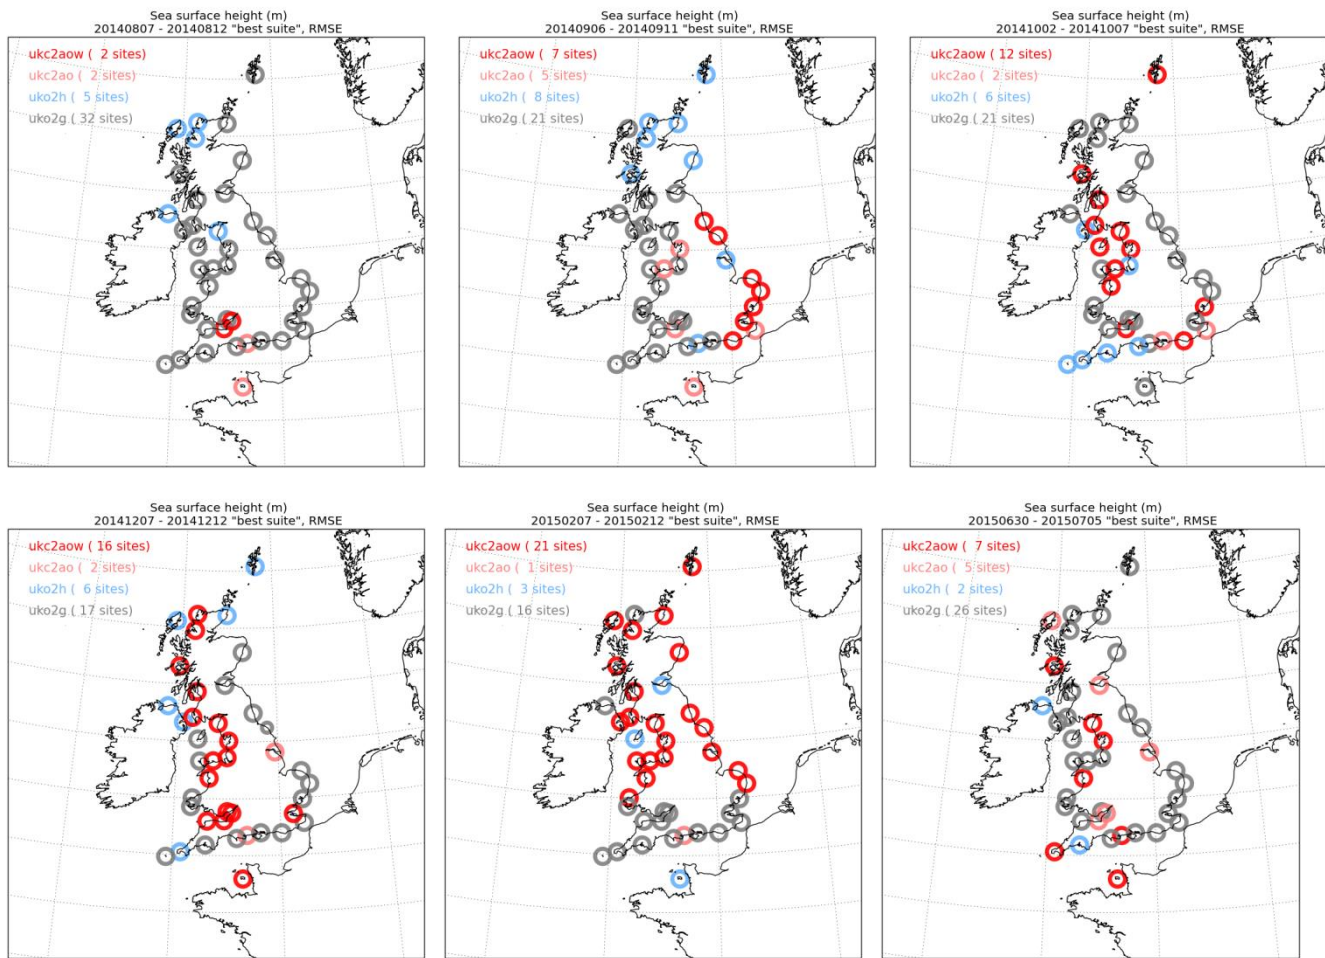 Sea surface height (m)
20140807 - 20140812 "best suite", RMSE
ukc2aow ( 2 sites)
ukc2ao ( 2 sites)
uko2h ( 5 sites)
uko2g ( 32 sites)
Sea surface height (m)
20140906 - 20140911 "best suite", RMSE
ukc2aow ( 7 sites)
ukc2ao ( 5 sites)
uko2h ( 8 sites)
uko2g ( 21 sites)
Sea surface height (m)
20141002 - 20141007 "best suite", RMSE
ukc2aow ( 12 sites)
ukc2ao ( 2 sites)
uko2h ( 6 sites)
uko2g ( 21 sites)
Sea surface height (m)
20141207 - 20141212 "best suite", RMSE
ukc2aow ( 16 sites)
ukc2ao ( 2 sites)
uko2h ( 6 sites)
uko2g ( 17 sites)
Sea surface height (m)
20150207 - 20150212 "best suite", RMSE
ukc2aow ( 21 sites)
ukc2ao ( 1 sites)
uko2h ( 3 sites)
uko2g ( 16 sites)
Sea surface height (m)
20150630 - 20150705 "best suite", RMSE
ukc2aow ( 7 sites)
ukc2ao ( 5 sites)
uko2h ( 2 sites)
uko2g ( 26 sites)